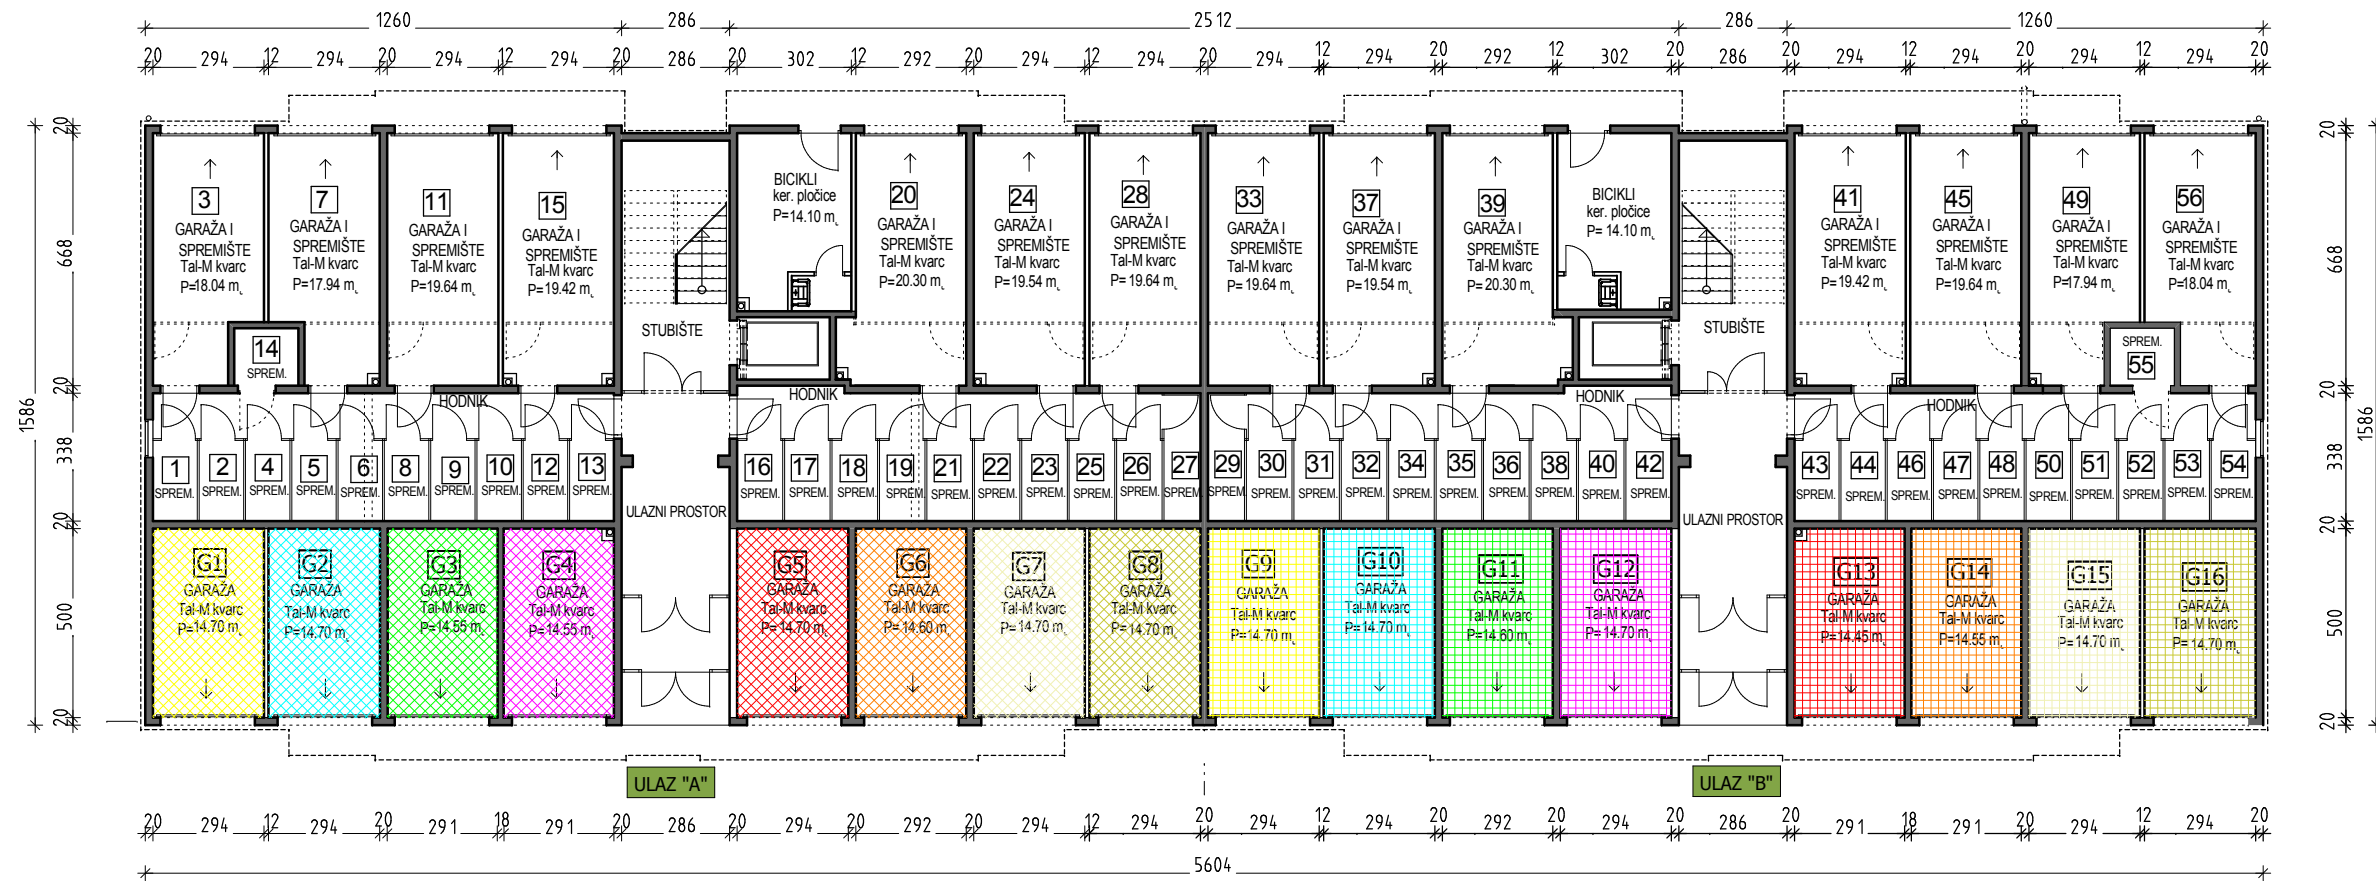 1260 286 2512 286 1260
20 294 12 294 20 294 12 294 20 286 20 302 12 292 20 294 12 294 20 294 12 294 20 292 12 302 20 286 20 294 12 294 20 294 12 294 20
1586
20 668 20 338 20 500 20
3
GARAŽA I
SPREMIŠTE
Tal-M kvarc
P=18.04 m
7
GARAŽA I
SPREMIŠTE
Tal-M kvarc
P=17.94 m
11
GARAŽA I
SPREMIŠTE
Tal-M kvarc
P=19.64 m
15
GARAŽA I
SPREMIŠTE
Tal-M kvarc
P=19.42 m
STUBIŠTE
BICIKLI
ker. pločice
P=14.10 m
20
GARAŽA I
SPREMIŠTE
Tal-M kvarc
P=20.30 m
24
GARAŽA I
SPREMIŠTE
Tal-M kvarc
P=19.54 m
28
GARAŽA I
SPREMIŠTE
Tal-M kvarc
P=19.64 m
33
GARAŽA I
SPREMIŠTE
Tal-M kvarc
P=19.64 m
37
GARAŽA I
SPREMIŠTE
Tal-M kvarc
P=19.54 m
39
GARAŽA I
SPREMIŠTE
Tal-M kvarc
P=20.30 m
BICIKLI
ker. pločice
P= 14.10 m
STUBIŠTE
41
GARAŽA I
SPREMIŠTE
Tal-M kvarc
P=19.42 m
45
GARAŽA I
SPREMIŠTE
Tal-M kvarc
P=19.64 m
49
GARAŽA I
SPREMIŠTE
Tal-M kvarc
P=17.94 m
56
GARAŽA I
SPREMIŠTE
Tal-M kvarc
P=18.04 m
20 668 20 338 20 500 20
1586
14
SPREM.
SPREM.
55
HODNIK
HODNIK
HODNIK
HODNIK
1 2 4 5 6 8 9 10 12 13
SPREM. SPREM. SPREM. SPREM. SPREM. SPREM. SPREM. SPREM. SPREM. SPREM.
16 17 18 19 21 22 23 25 26 27
SPREM. SPREM. SPREM. SPREM. SPREM. SPREM. SPREM. SPREM. SPREM. SPREM.
29 30 31 32 34 35 36 38 40 42
SPREM. SPREM. SPREM. SPREM. SPREM. SPREM. SPREM. SPREM. SPREM. SPREM.
43 44 46 47 48 50 51 52 53 54
SPREM. SPREM. SPREM. SPREM. SPREM. SPREM. SPREM. SPREM. SPREM. SPREM.
ULAZNI PROSTOR
ULAZNI PROSTOR
G1
GARAŽA
Tal-M kvarc
P=14.70 m
G2
GARAŽA
Tal-M kvarc
P=14.70 m
G3
GARAŽA
Tal-M kvarc
P=14.55 m
G4
GARAŽA
Tal-M kvarc
P=14.55 m
G5
GARAŽA
Tal-M kvarc
P=14.70 m
G6
GARAŽA
Tal-M kvarc
P=14.60 m
G7
GARAŽA
Tal-M kvarc
P=14.70 m
G8
GARAŽA
Tal-M kvarc
P=14.70 m
G9
GARAŽA
Tal-M kvarc
P=14.70 m
G10
GARAŽA
Tal-M kvarc
P=14.70 m
G11
GARAŽA
Tal-M kvarc
P=14.60 m
G12
GARAŽA
Tal-M kvarc
P=14.70 m
G13
GARAŽA
Tal-M kvarc
P=14.45 m
G14
GARAŽA
Tal-M kvarc
P=14.55 m
G15
GARAŽA
Tal-M kvarc
P=14.70 m
G16
GARAŽA
Tal-M kvarc
P=14.70 m
ULAZ "A"
ULAZ "B"
20 294 12 294 20 291 18 291 20 286 20 294 20 292 20 294 12 294 20 294 12 294 20 292 20 294 20 286 20 291 18 291 20 294 12 294 20
5604